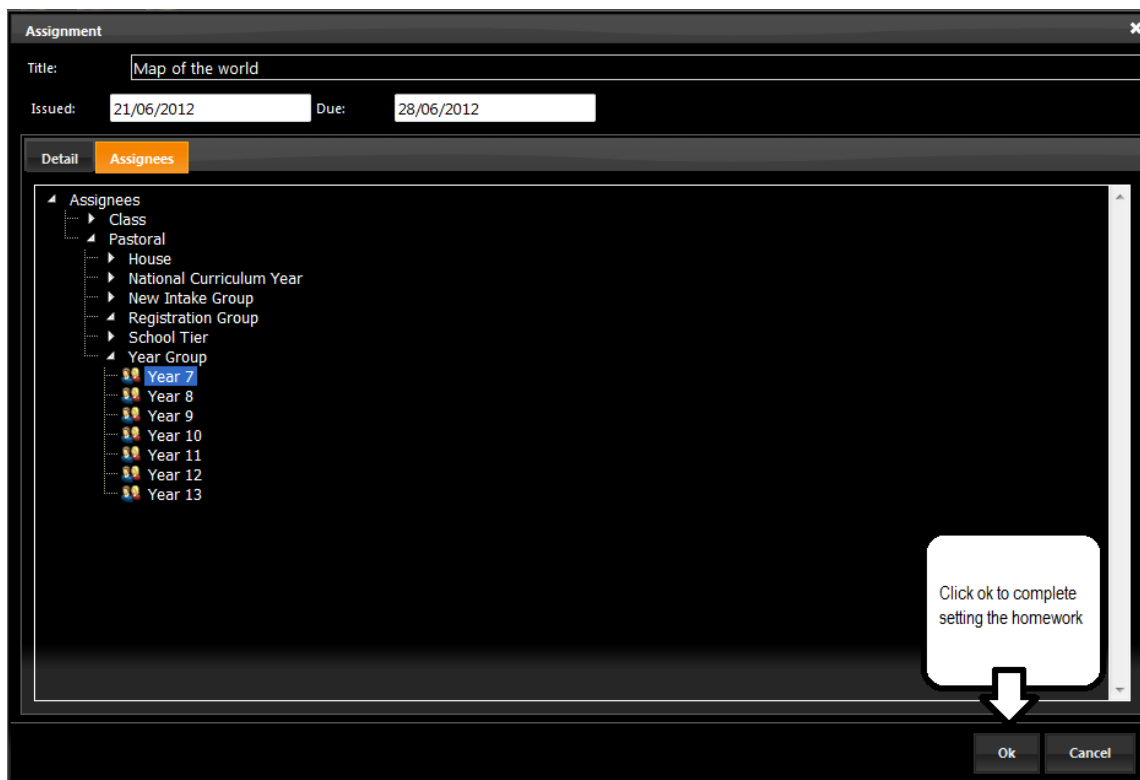 Assignment
Title: Map of the world
Issued: 21/06/2012 Due: 28/06/2012
Detail Assignees
Assignees
Class
Pastoral
House
National Curriculum Year
New Intake Group
Registration Group
School Tier
Year Group
Year 7
Year 8
Year 9
Year 10
Year 11
Year 12
Year 13
Click ok to complete
setting the homework
Ok Cancel